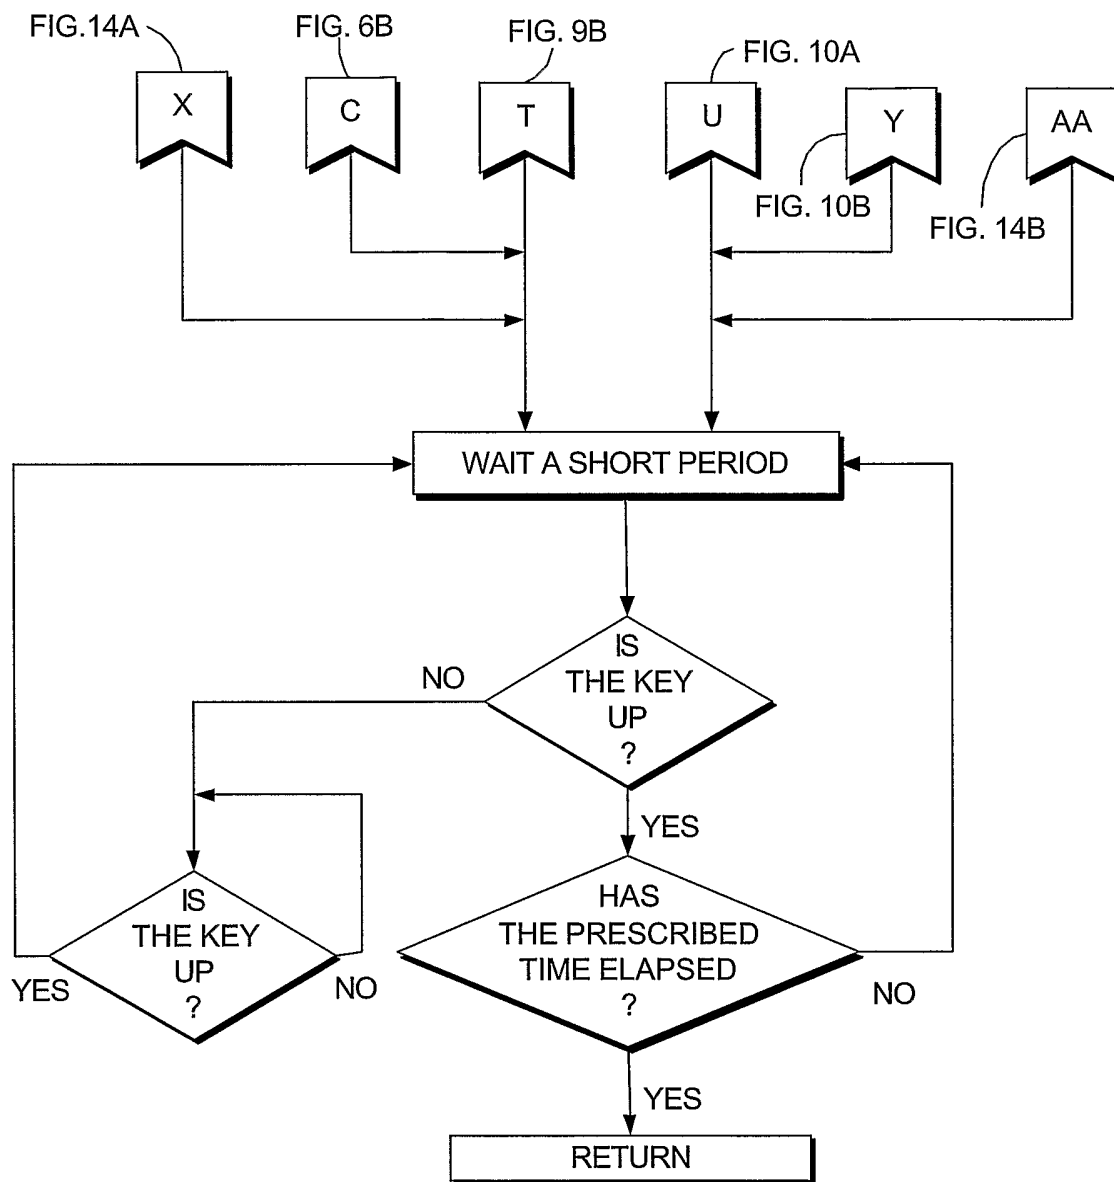 FIG.14A
FIG. 6B
FIG. 9B
FIG. 10A
X
C
T
U
Y
AA
FIG. 10B
FIG. 14B
WAIT A SHORT PERIOD
IS
THE KEY
UP
?
NO
YES
IS
THE KEY
UP
?
YES
NO
HAS
THE PRESCRIBED
TIME ELAPSED
?
NO
YES
RETURN